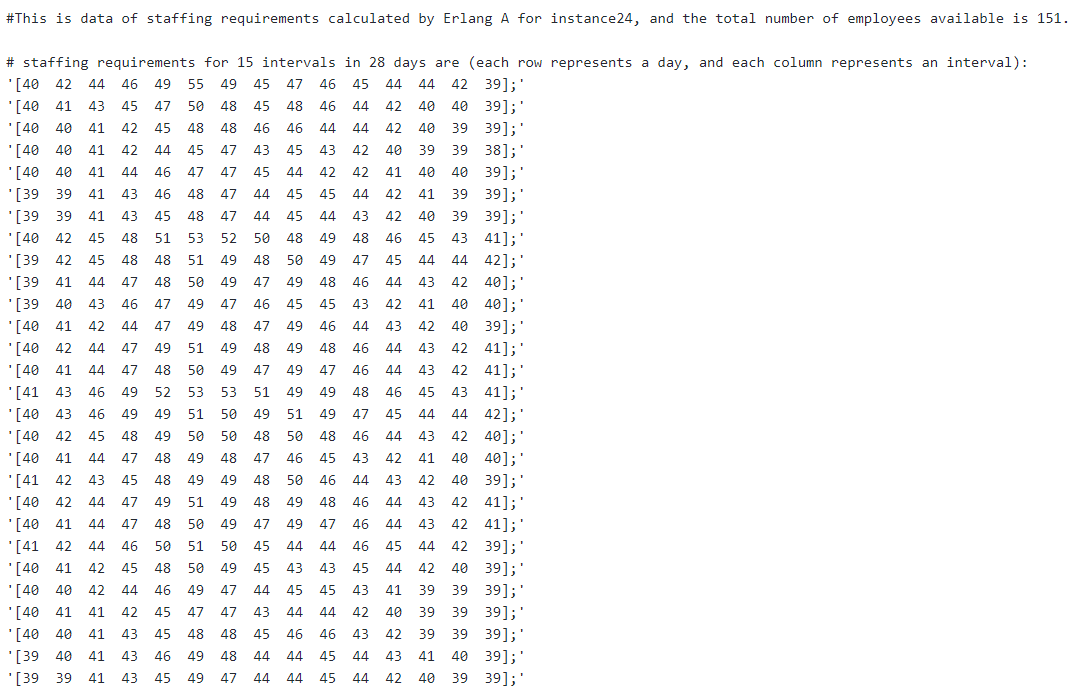 #This is data of staffing requirements calculated by Erlang A for instance24, and the total number of employees available is 151.
# staffing requirements for 15 intervals in 28 days are (each row represents a day, and each column represents an interval):
'[40 42 44 46 49 55 49 45 47 46 45 44 44 42 39];'
'[40 41 43 45 47 50 48 45 48 46 44 42 40 40 39];'
'[40 40 41 42 45 48 48 46 46 44 44 42 40 39 39];'
'[40 40 41 42 44 45 47 43 45 43 42 40 39 39 38];'
'[40 40 41 44 46 47 47 45 44 42 42 41 40 40 39];'
'[39 39 41 43 46 48 47 44 45 45 44 42 41 39 39];'
'[39 39 41 43 45 48 47 44 45 44 43 42 40 39 39];'
'[40 42 45 48 51 53 52 50 48 49 48 46 45 43 41];'
'[39 42 45 48 48 51 49 48 50 49 47 45 44 44 42];'
'[39 41 44 47 48 50 49 47 49 48 46 44 43 42 40];'
'[39 40 43 46 47 49 47 46 45 45 43 42 41 40 40];'
'[40 41 42 44 47 49 48 47 49 46 44 43 42 40 39];'
'[40 42 44 47 49 51 49 48 49 48 46 44 43 42 41];'
'[40 41 44 47 48 50 49 47 49 47 46 44 43 42 41];'
'[41 43 46 49 52 53 53 51 49 49 48 46 45 43 41];'
'[40 43 46 49 49 51 50 49 51 49 47 45 44 44 42];'
'[40 42 45 48 49 50 50 48 50 48 46 44 43 42 40];'
'[40 41 44 47 48 49 48 47 46 45 43 42 41 40 40];'
'[41 42 43 45 48 49 49 48 50 46 44 43 42 40 39];'
'[40 42 44 47 49 51 49 48 49 48 46 44 43 42 41];'
'[40 41 44 47 48 50 49 47 49 47 46 44 43 42 41];'
'[41 42 44 46 50 51 50 45 44 44 46 45 44 42 39];'
'[40 41 42 45 48 50 49 45 43 43 45 44 42 40 39];'
'[40 40 42 44 46 49 47 44 45 45 43 41 39 39 39];'
'[40 41 41 42 45 47 47 43 44 44 42 40 39 39 39];'
'[40 40 41 43 45 48 48 45 46 46 43 42 39 39 39];'
'[39 40 41 43 46 49 48 44 44 45 44 43 41 40 39];'
'[39 39 41 43 45 49 47 44 44 45 44 42 40 39 39];'